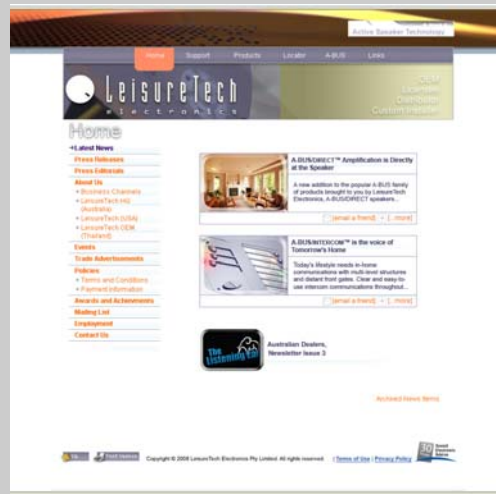 Active Speaker Technology
Home Support Products Locator A-BUS Links
LeisureTech
electronics
OEM
Licensee
Distributor
Custom Installer
Home
Latest News
Press Releases
Press Editorials
About Us
Business Channels
LeisureTech HQ
(Australia)
LeisureTech (USA)
LeisureTech OEM
(Thailand)
Events
Trade Advertisements
Policies
Terms and Conditions
Payment Information
Awards and Achievments
Mailing List
Employment
Contact Us
A-BUS/DIRECT™ Amplification is Directly
at the Speaker
A new addition to the popular A-BUS family
of products brought to you by LeisureTech
Electronics, A-BUS/DIRECT speakers...
[email a friend] - [...more]
A-BUS/INTERCOM™ is the voice of
Tomorrow's Home
Today's lifestyle needs in-home
communications with multi-level structures
and distant front gates. Clear and easy-to-
use intercom communications throughout...
[email a friend] - [...more]
The
Listening Ear
Australian Dealers,
Newsletter Issue 3
Archived News Items
Copyright © 2008 LeisureTech Electronics Pty Limited. All rights reserved. | Terms of Use | Privacy Policy